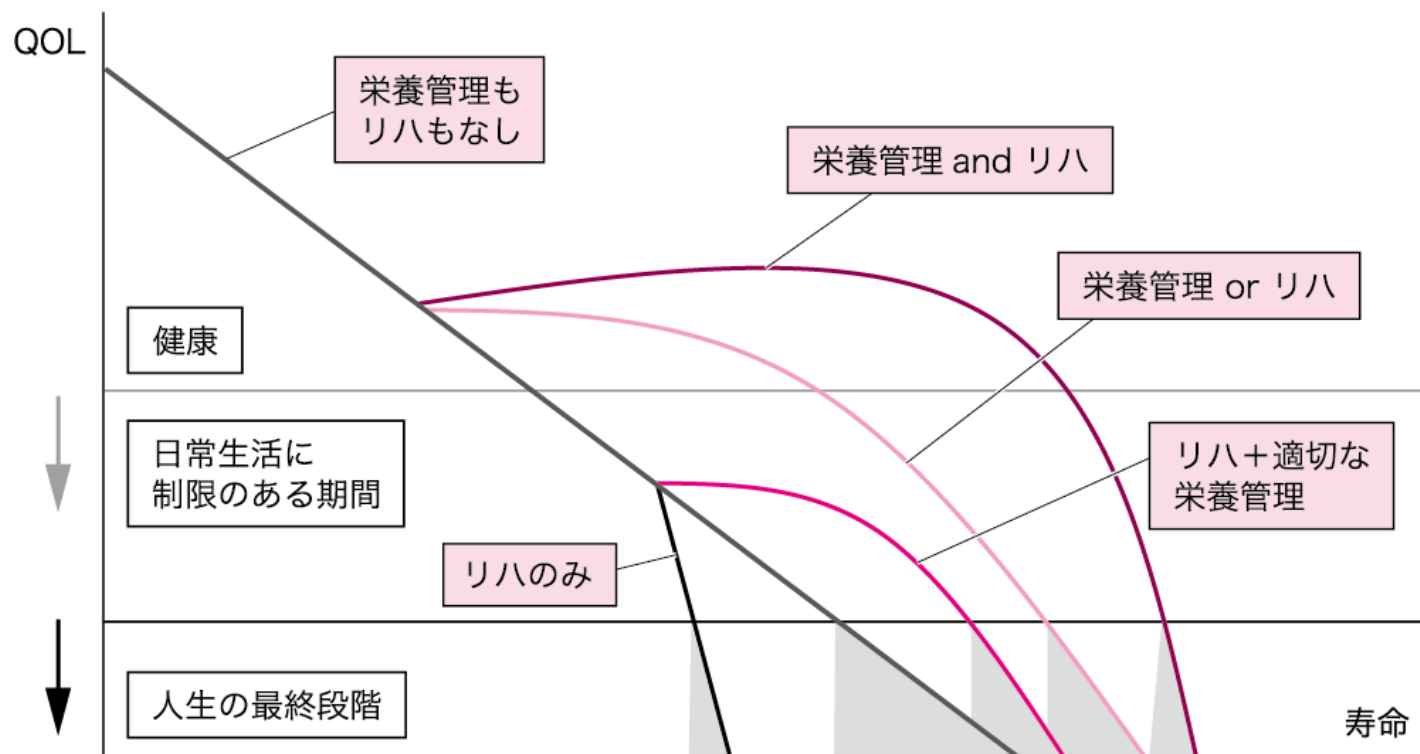 QOL
栄養管理も
リハもなし
栄養管理 and リハ
栄養管理 or リハ
健康
日常生活に
制限のある期間
リハ+適切な
栄養管理
リハのみ
人生の最終段階
寿命